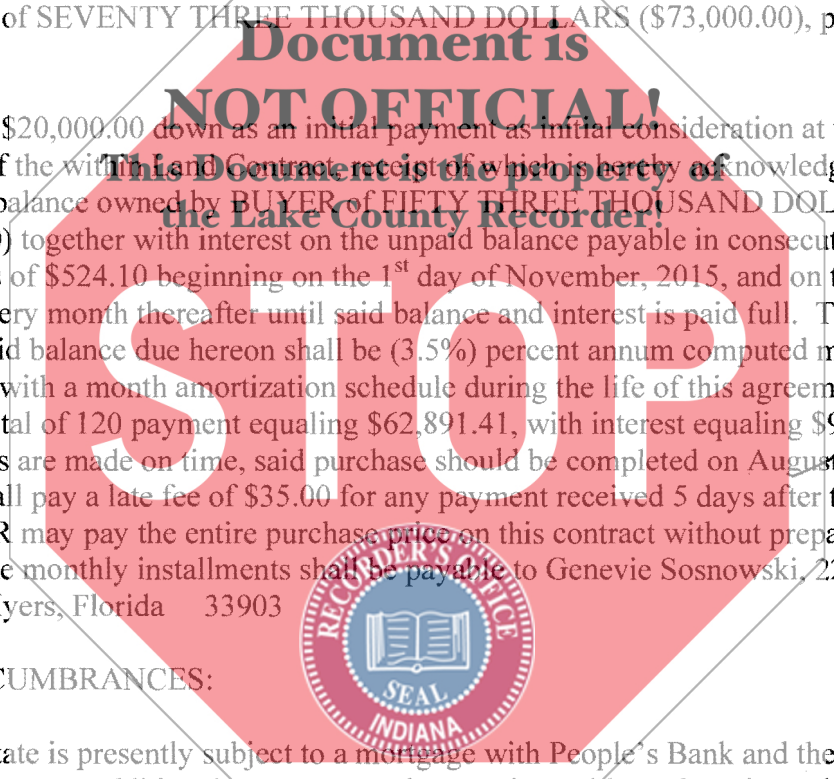 of SEVENTY THREE THOUSAND DOLLARS ($73,000.00), p
Document is
NOT OFFICIAL!
$20,000.00 down as an initial payment as initial consideration at
This Document is the property of
f the within Land Contract, receipt of which is hereby acknowledg
the Lake County Recorder!
balance owned by BUYER of FIFTY THREE THOUSAND DOL
) together with interest on the unpaid balance payable in consecut
of $524.10 beginning on the 1st day of November, 2015, and on t
ery month thereafter until said balance and interest is paid full. T
id balance due hereon shall be (3.5%) percent annum computed m
with a month amortization schedule during the life of this agreem
tal of 120 payment equaling $62,891.41, with interest equaling $9
s are made on time, said purchase should be completed on August
all pay a late fee of $35.00 for any payment received 5 days after t
R may pay the entire purchase price on this contract without prepa
e monthly installments shall be payable to Genevie Sosnowski, 22
yers, Florida 33903
STOP
RECORDER'S OFFICE
SEAL
INDIANA
CUMBRANCES:
tate is presently subject to a mortgage with People's Bank and the